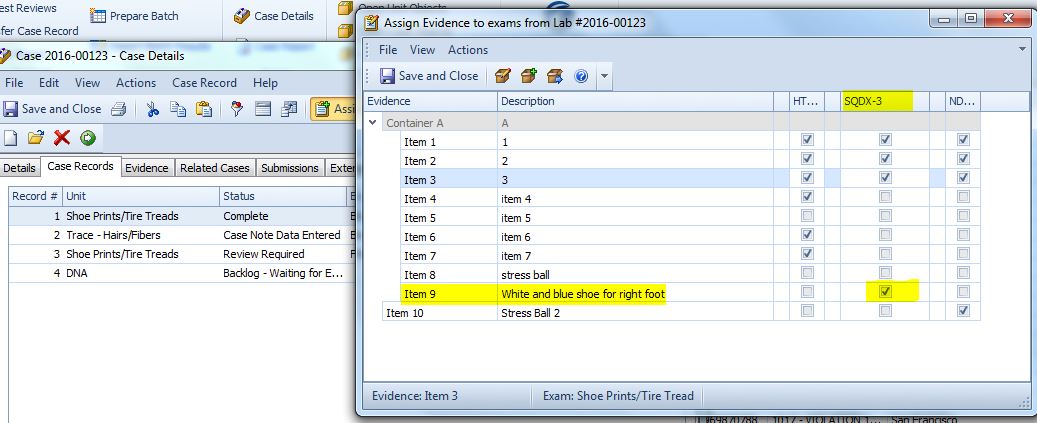 est Reviews
Prepare Batch
Case Details
Open Unit Objects
fer Case Record
Assign Evidence to exams from Lab #2016-00123
Case 2016-00123 - Case Details
File View Actions
File Edit View Actions Case Record Help
Save and Close
Save and Close Assi
Evidence Description HT... SQDX-3 ND...
Container A A
Item 1 1
Item 2 2
Item 3 3
Item 4 item 4
Item 5 item 5
Item 6 item 6
Item 7 item 7
Item 8 stress ball
Item 9 White and blue shoe for right foot
Item 10 Stress Ball 2
Details Case Records Evidence Related Cases Submissions Exter
Record # Unit Status E
1 Shoe Prints/Tire Treads Complete E
2 Trace - Hairs/Fibers Case Note Data Entered E
3 Shoe Prints/Tire Treads Review Required F
4 DNA Backlog - Waiting for E...
Evidence: Item 3 Exam: Shoe Prints/Tire Tread
San Francisco